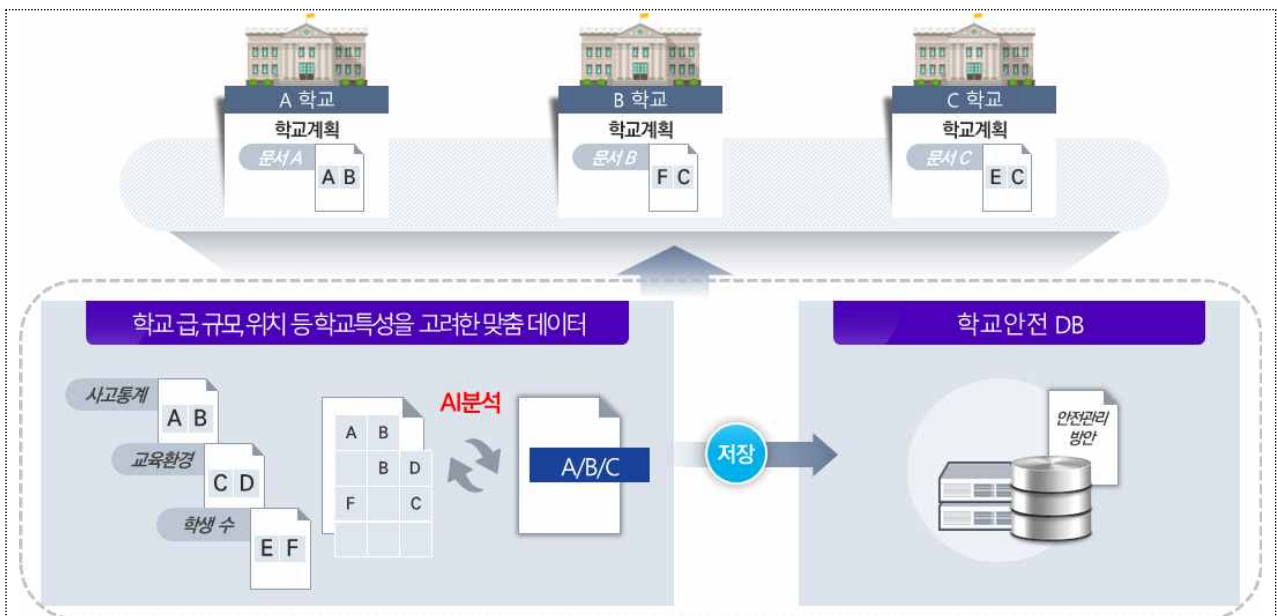 A 학교
B 학교
C 학교
학교계획
학교계획
학교계획
문서 A
문서 B
문서 C
A B
F C
E C
학교 급, 규모, 위치 등 학교특성을 고려한 맞춤 데이터
학교안전 DB
사고통계
A B
교육환경
C D
학생 수
E F
A B
B D
F C
AI분석
A/B/C
저장
안전관리
방안